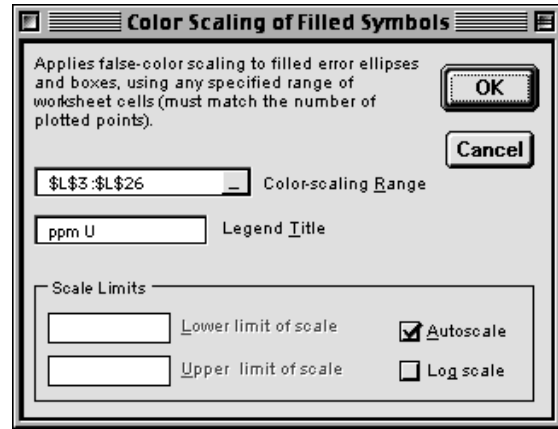 Color Scaling of Filled Symbols
Applies false-color scaling to filled error ellipses
and boxes, using any specified range of
worksheet cells (must match the number of
plotted points).
OK
Cancel
$L$3:$L$26 _ Color-scaling Range
ppm U Legend Title
Scale Limits
Lower limit of scale Autoscale
Upper limit of scale Log scale